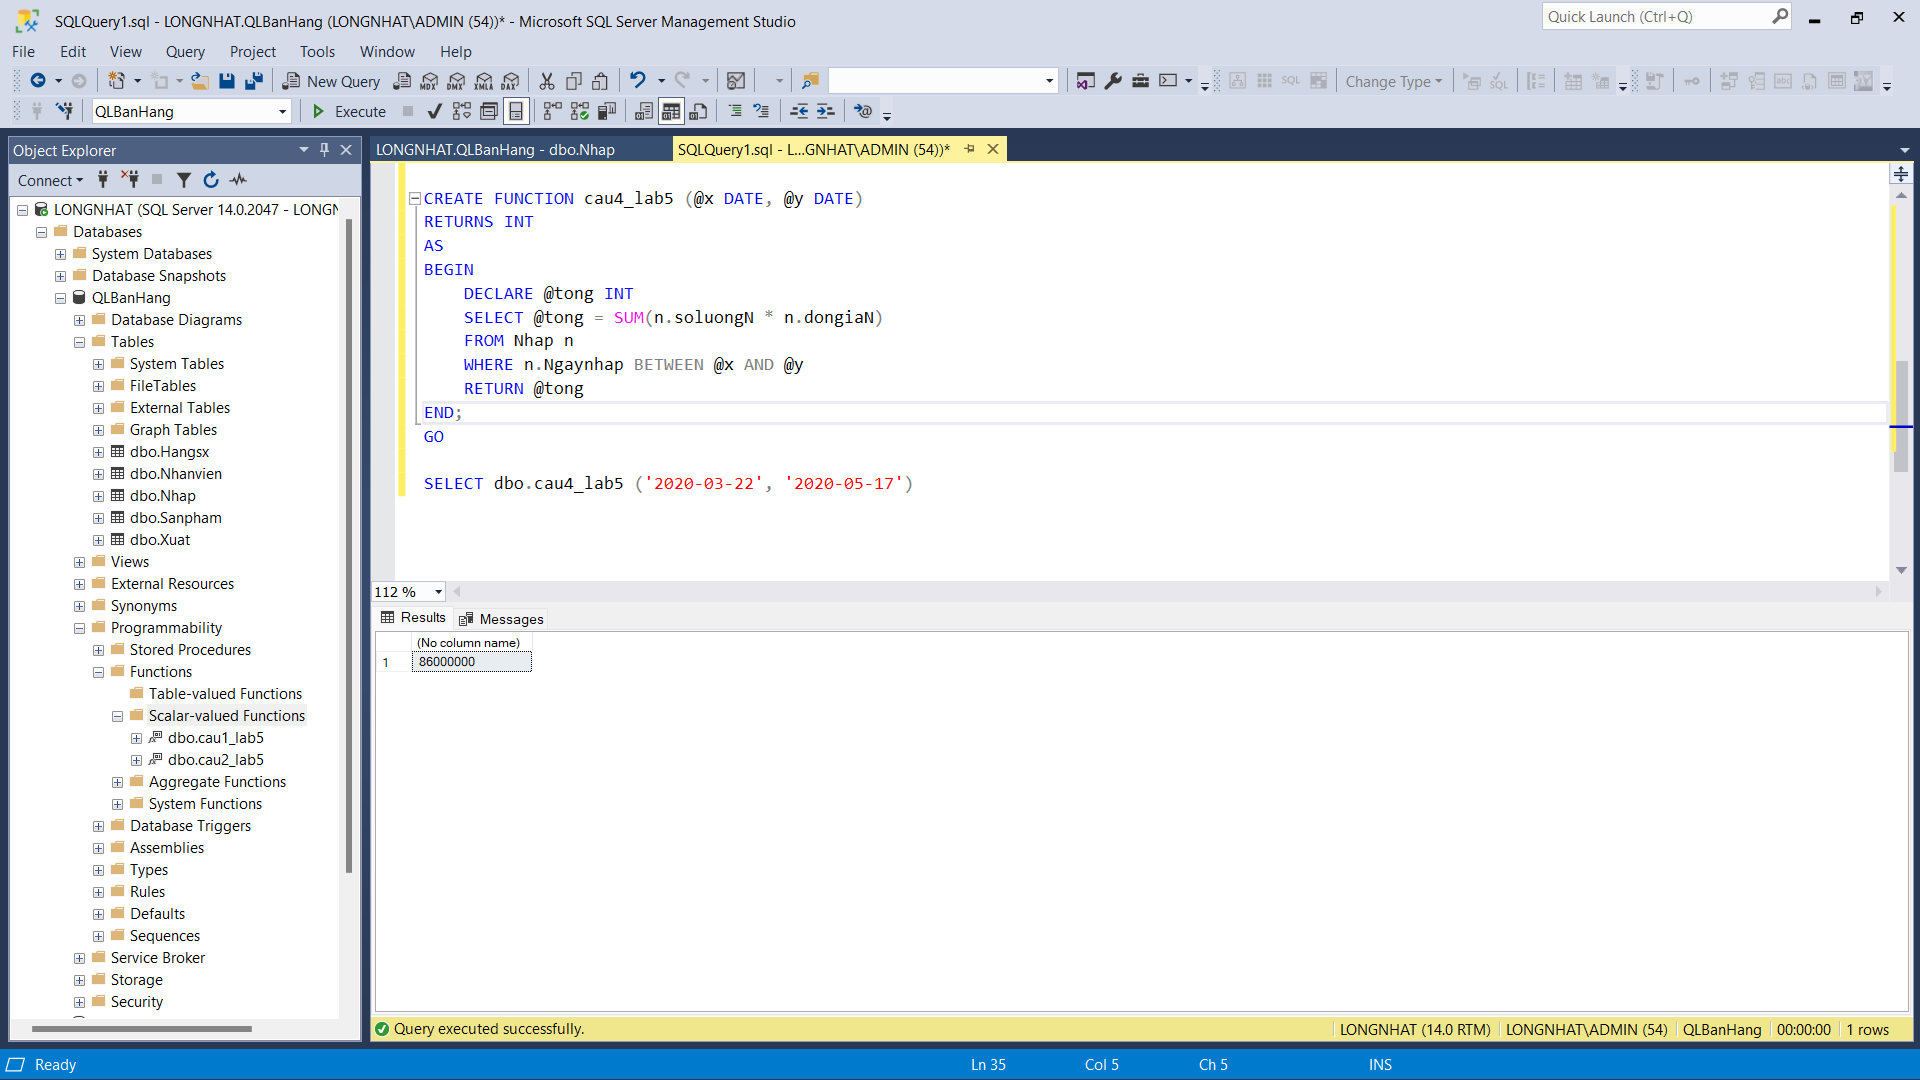 SQLQuery1.sql - LONGNHAT.QLBanHang (LONGNHAT\ADMIN (54))* - Microsoft SQL Server Management Studio
Quick Launch (Ctrl+Q)
File Edit View Query Project Tools Window Help
New Query
MDX DMX XMLA DAX
SQL
Change Type
QLBanHang
Execute
Object Explorer
Connect
LONGNHAT (SQL Server 14.0.2047 - LONGN
Databases
System Databases
Database Snapshots
QLBanHang
Database Diagrams
Tables
System Tables
FileTables
External Tables
Graph Tables
dbo.Hangsx
dbo.Nhanvien
dbo.Nhap
dbo.Sanpham
dbo.Xuat
Views
External Resources
Synonyms
Programmability
Stored Procedures
Functions
Table-valued Functions
Scalar-valued Functions
dbo.cau1_lab5
dbo.cau2_lab5
Aggregate Functions
System Functions
Database Triggers
Assemblies
Types
Rules
Defaults
Sequences
Service Broker
Storage
Security
LONGNHAT.QLBanHang - dbo.Nhap
SQLQuery1.sql - L...GNHAT\ADMIN (54))*
CREATE FUNCTION cau4_lab5 (@x DATE, @y DATE)
RETURNS INT
AS
BEGIN
DECLARE @tong INT
SELECT @tong = SUM(n.soluongN * n.dongiaN)
FROM Nhap n
WHERE n.Ngaynhap BETWEEN @x AND @y
RETURN @tong
END;
GO
SELECT dbo.cau4_lab5 ('2020-03-22', '2020-05-17')
112 %
Results Messages
(No column name)
1 86000000
Query executed successfully.
LONGNHAT (14.0 RTM) LONGNHAT\ADMIN (54) QLBanHang 00:00:00 1 rows
Ready Ln 35 Col 5 Ch 5 INS